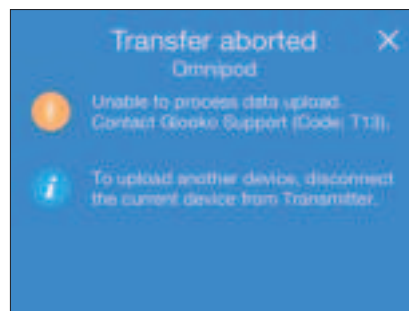 Transfer aborted
Omnipod
Unable to process data upload.
Contact Glooko Support (Code: T13).
To upload another device, disconnect
the current device from Transmitter.